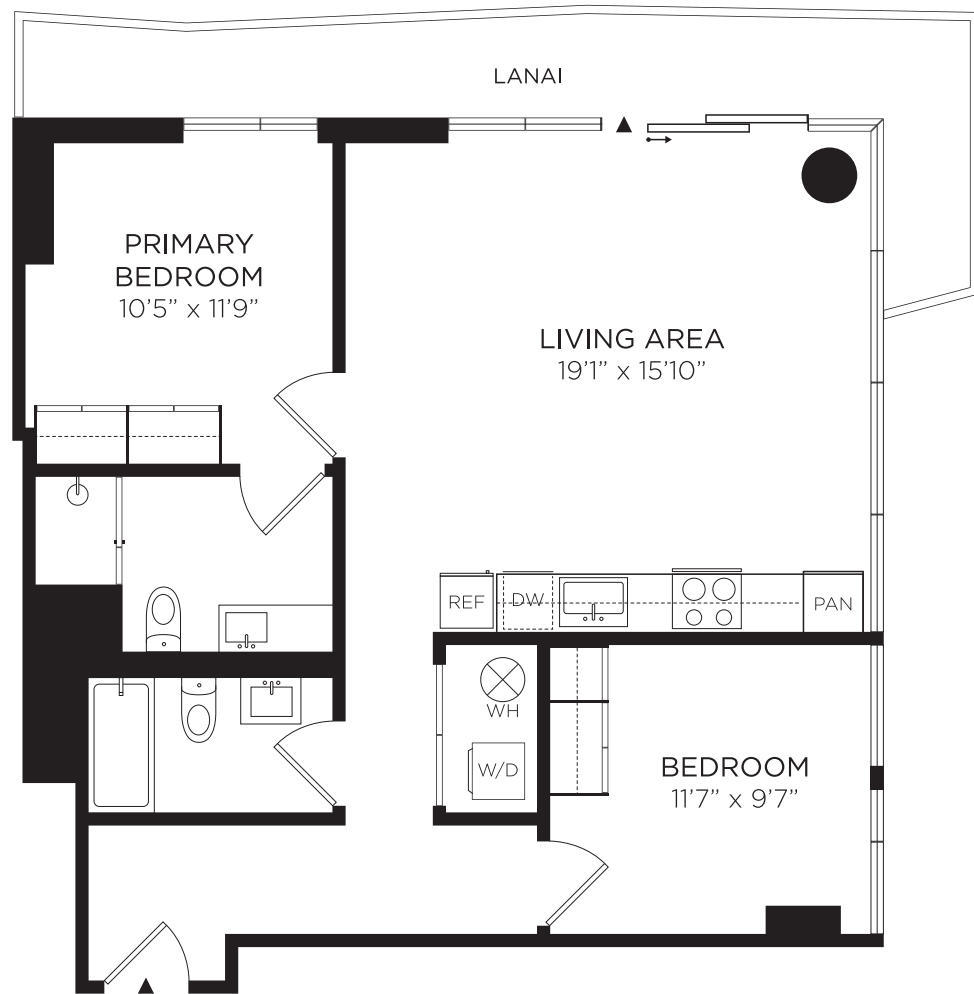 LANAI
PRIMARY
BEDROOM
10’5” x 11’9”
LIVING AREA
19’1” x 15’10”
REF
DW
PAN
WH
W/D
BEDROOM
11’7” x 9’7”